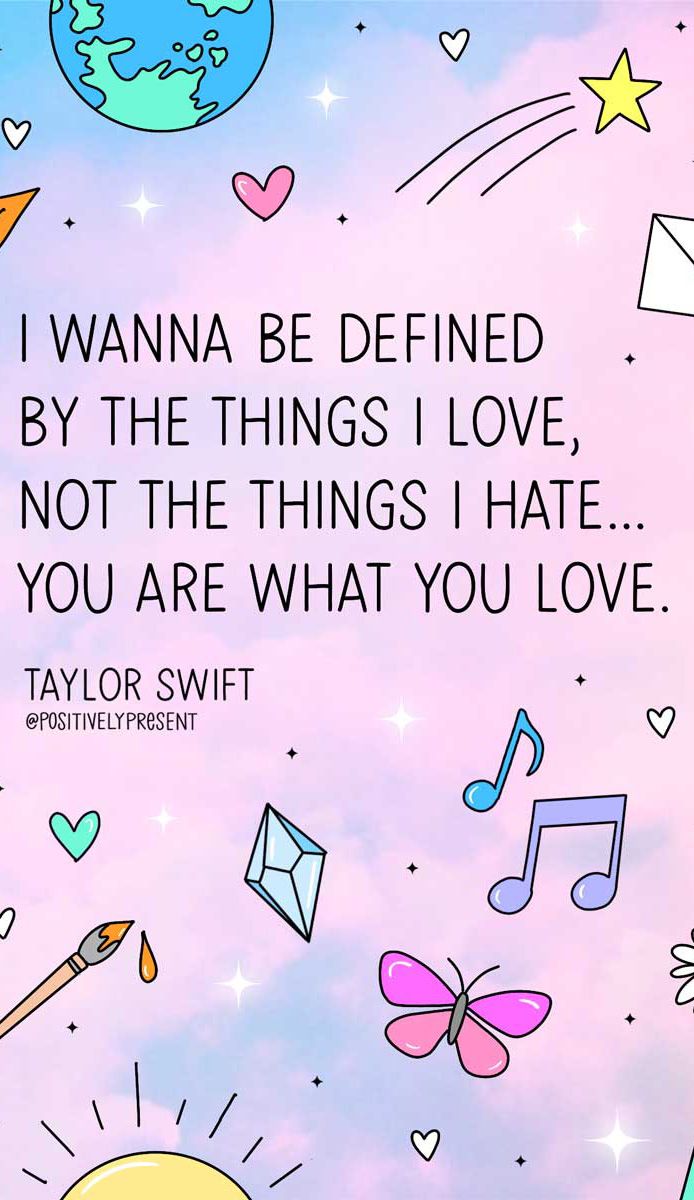 I WANNA BE DEFINED
BY THE THINGS I LOVE,
NOT THE THINGS I HATE...
YOU ARE WHAT YOU LOVE.
TAYLOR SWIFT
@POSITIVELYPRESENT